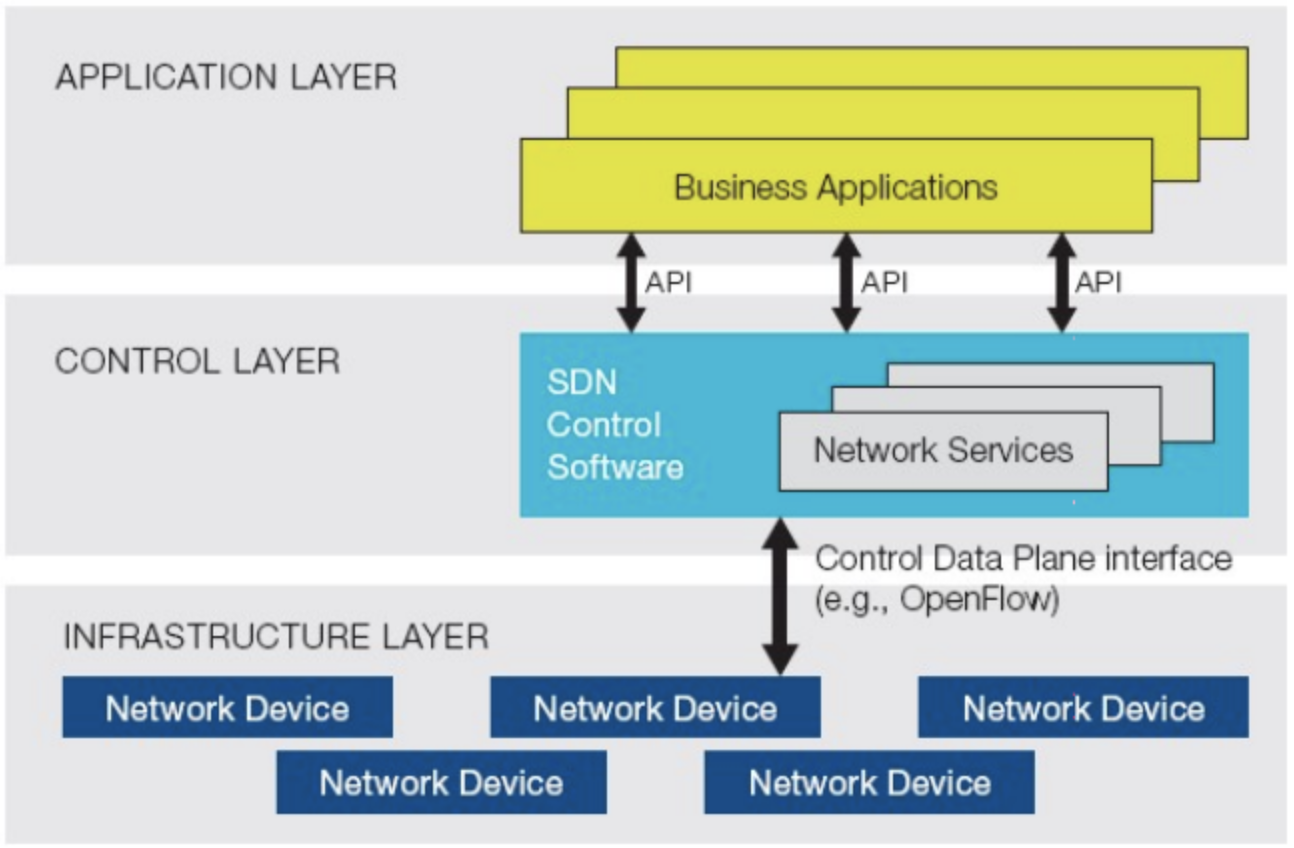 APPLICATION LAYER
Business Applications
API
API
API
CONTROL LAYER
SDN
Control
Software
Network Services
Control Data Plane interface
(e.g., OpenFlow)
INFRASTRUCTURE LAYER
Network Device
Network Device
Network Device
Network Device
Network Device